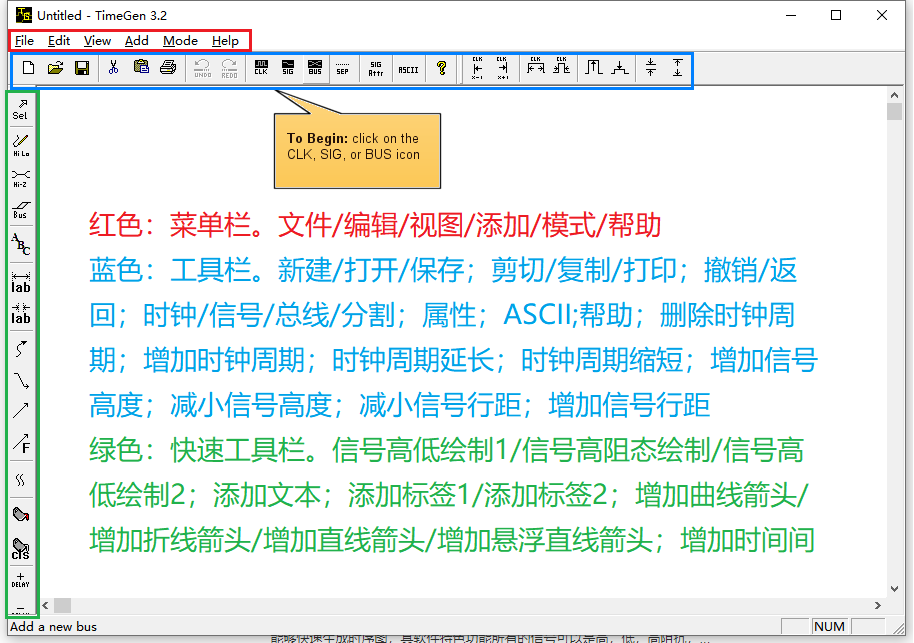 Untitled - TimeGen 3.2
File Edit View Add Mode Help
UNDO REDO CLK SIG BUS SEP SIG Attr ASCII ? CLK x-1 CLK x+1 CLK CLK
Sel
Hi Lo
Hi-Z
Bus
ABC
lab
lab
F
cls
DELAY
To Begin: click on the
CLK, SIG, or BUS icon
红色：菜单栏。文件/编辑/视图/添加/模式/帮助
蓝色：工具栏。新建/打开/保存；剪切/复制/打印；撤销/返
回；时钟/信号/总线/分割；属性；ASCII;帮助；删除时钟周
期；增加时钟周期；时钟周期延长；时钟周期缩短；增加信号
高度；减小信号高度；减小信号行距；增加信号行距
绿色：快速工具栏。信号高低绘制1/信号高阻态绘制/信号高
低绘制2；添加文本；添加标签1/添加标签2；增加曲线箭头/
增加折线箭头/增加直线箭头/增加悬浮直线箭头；增加时间间
Add a new bus
NUM